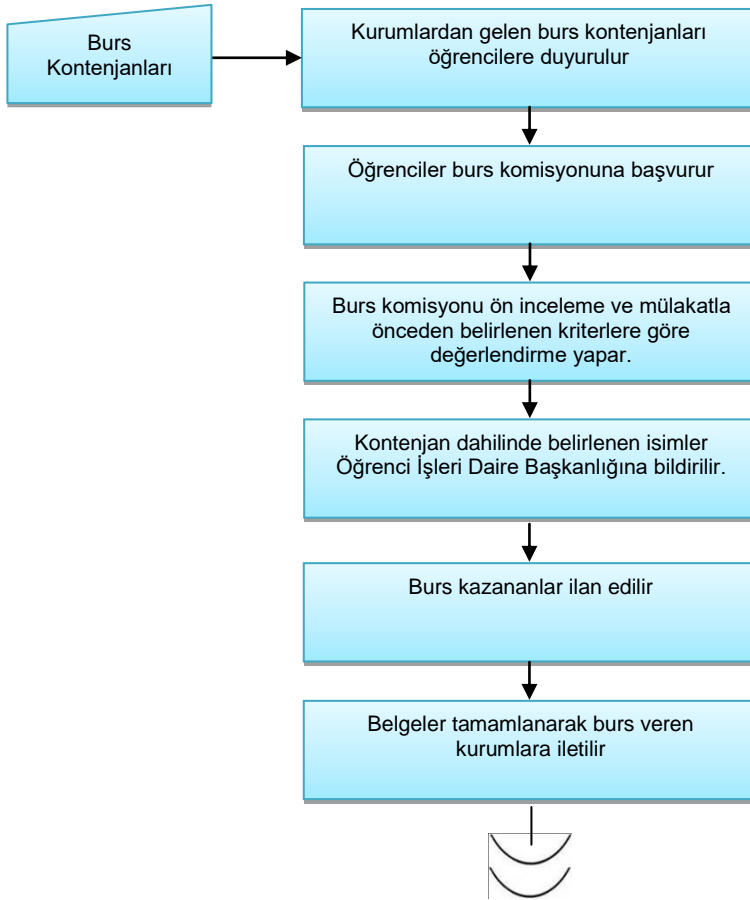 Burs
Kontenjanları
Kurumlardan gelen burs kontenjanları
öğrencilere duyurulur
Öğrenciler burs komisyonuna başvurur
Burs komisyonu ön inceleme ve mülakatla
önceden belirlenen kriterlere göre
değerlendirme yapar.
Kontenjan dahilinde belirlenen isimler
Öğrenci İşleri Daire Başkanlığına bildirilir.
Burs kazananlar ilan edilir
Belgeler tamamlanarak burs veren
kurumlara iletilir